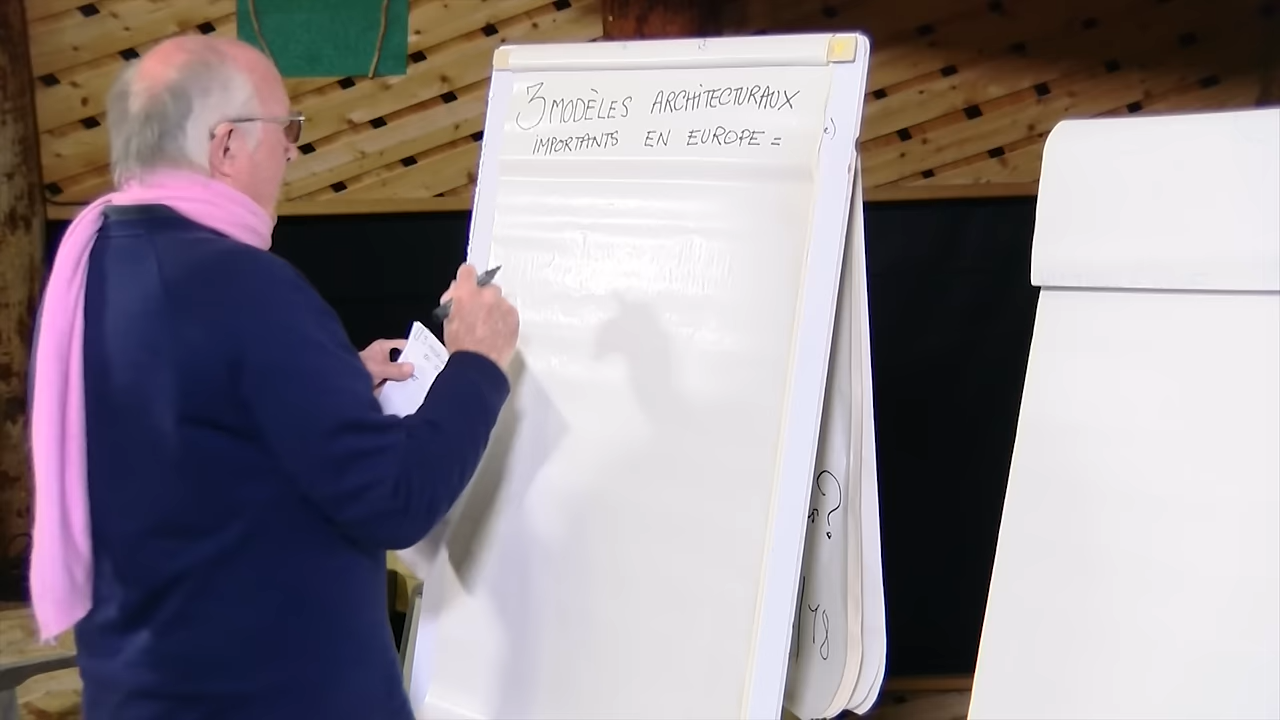 3 MODÈLES ARCHITECTURAUX
IMPORTANTS EN EUROPE =